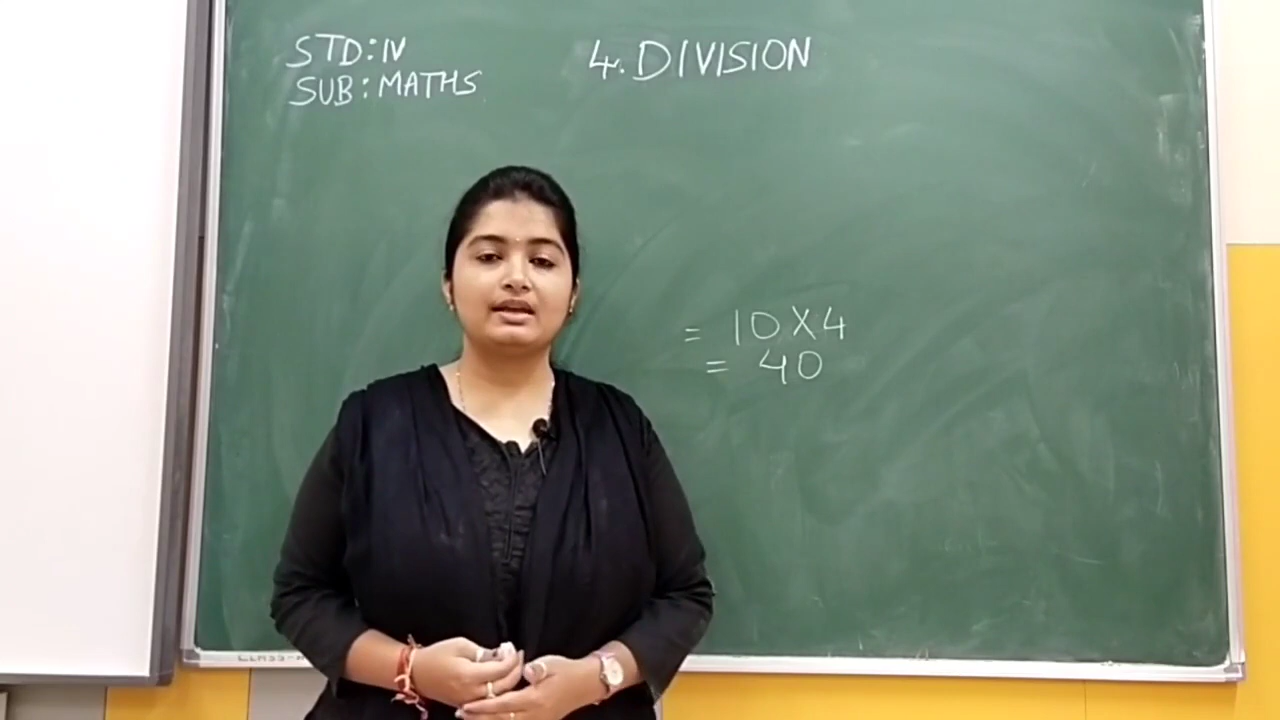 STD: IV
SUB: MATHS
4. DIVISION
= 10 X 4
= 40